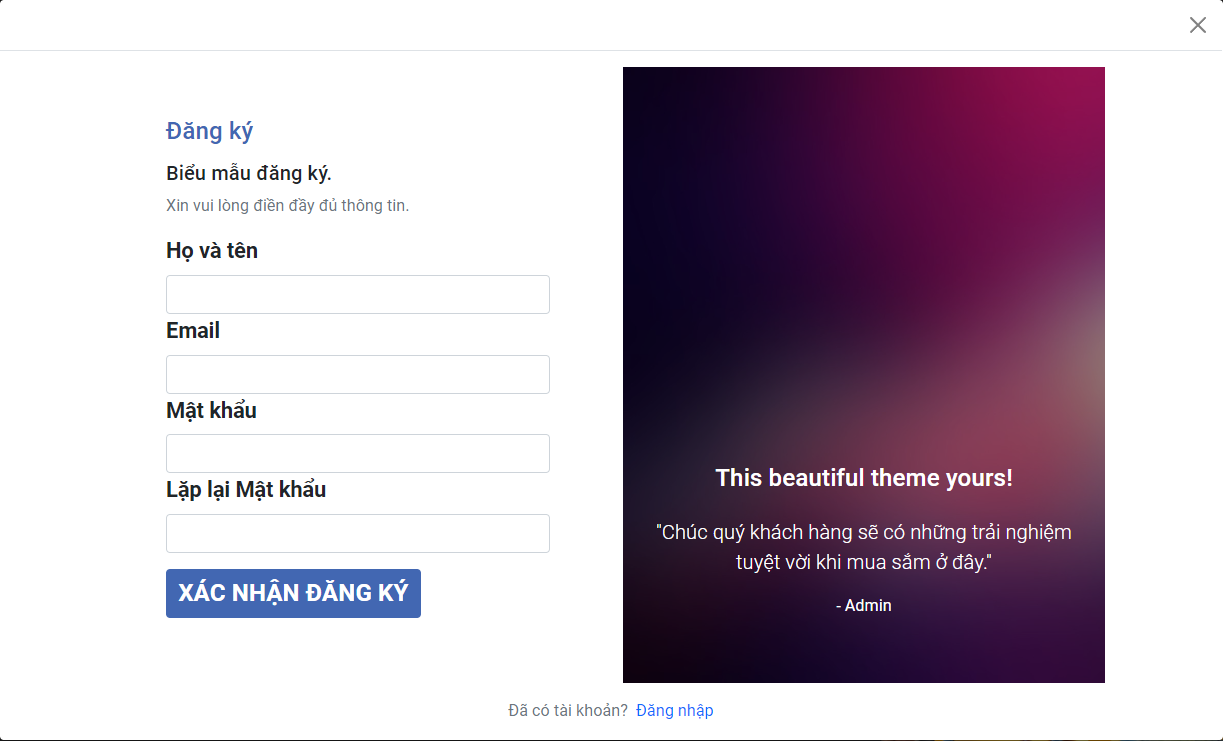 Đăng ký
Biểu mẫu đăng ký.
Xin vui lòng điền đầy đủ thông tin.
Họ và tên
Email
Mật khẩu
Lặp lại Mật khẩu
XÁC NHẬN ĐĂNG KÝ
This beautiful theme yours!
"Chúc quý khách hàng sẽ có những trải nghiệm
tuyệt vời khi mua sắm ở đây."
- Admin
Đã có tài khoản? Đăng nhập